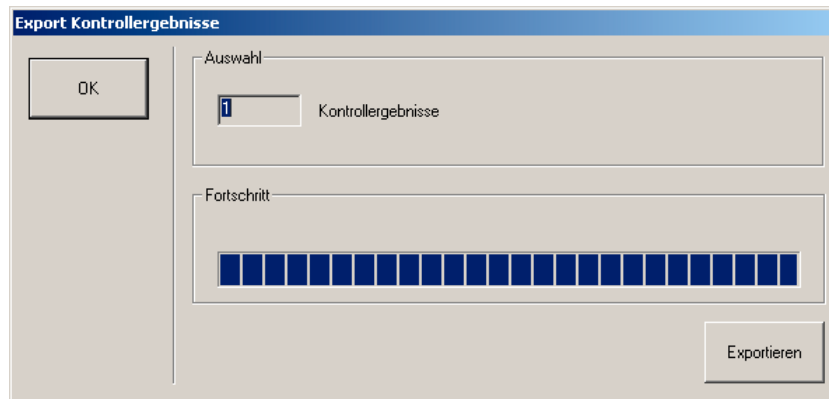 Export Kontrollergebnisse
OK
Auswahl
1 Kontrollergebnisse
Fortschritt
Exportieren